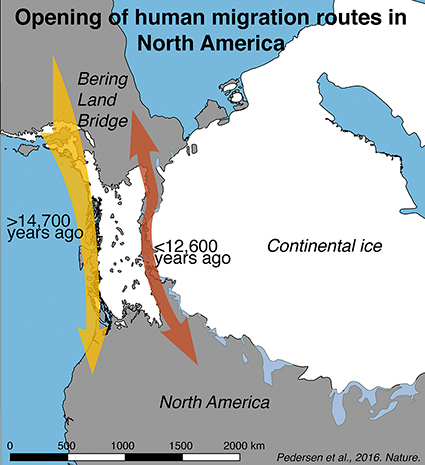 Opening of human migration routes in
North America
Bering
Land
Bridge
>14,700
years ago
<12,600
years ago
Continental ice
North America
0 500 1000 1500 2000 km
Pedersen et al., 2016. Nature.